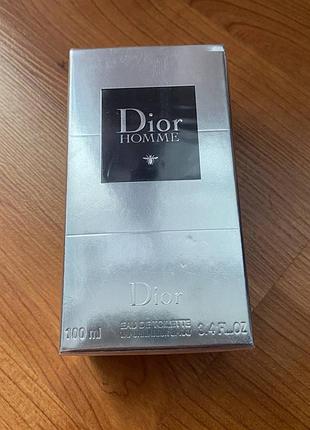 Dior
HOMME
Dior
100 ml EAU DE TOILETTE 3.4 FL.OZ